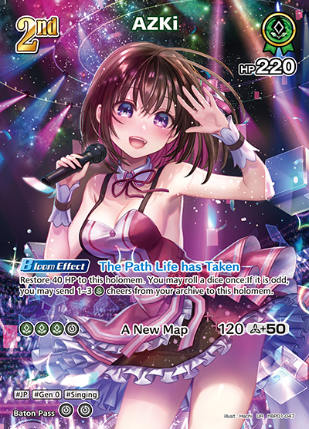 2nd
AZKi
HP220
Bloom Effect The Path Life has Taken
Restore 40 HP to this holomem. You may roll a dice once:If it is odd,
you may send 1~3 cheers from your archive to this holomem.
A New Map 120 +50
#JP #Gen 0 #Singing
Baton Pass
Illust